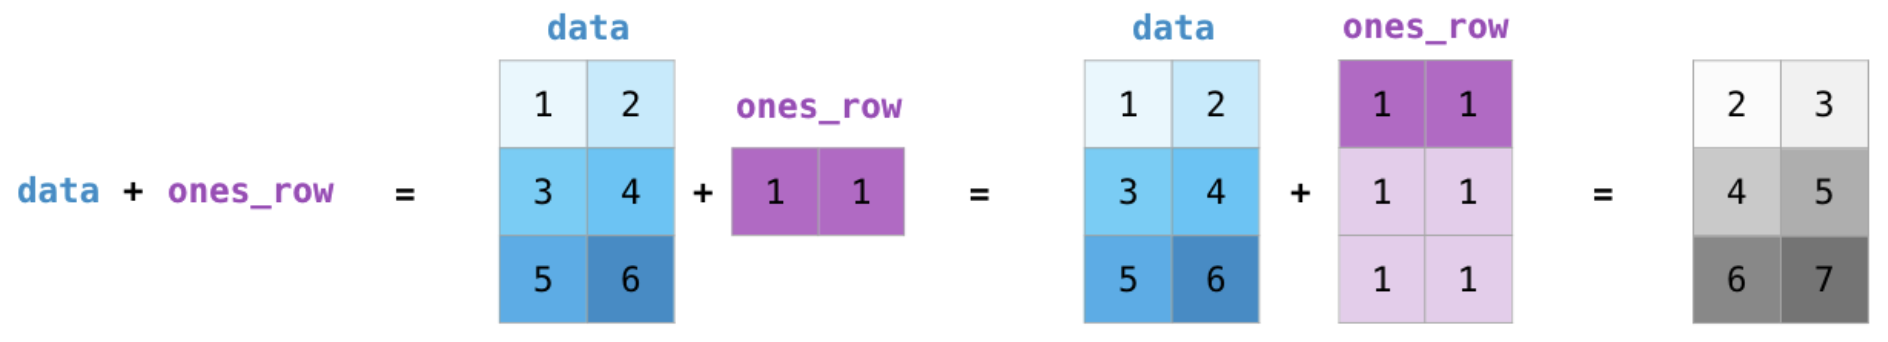 data data ones_row
ones_row
1 2 1 2 1 1 2 3
data + ones_row = 3 4 + 1 1 = 3 4 + 1 1 = 4 5
5 6 5 6 1 1 6 7